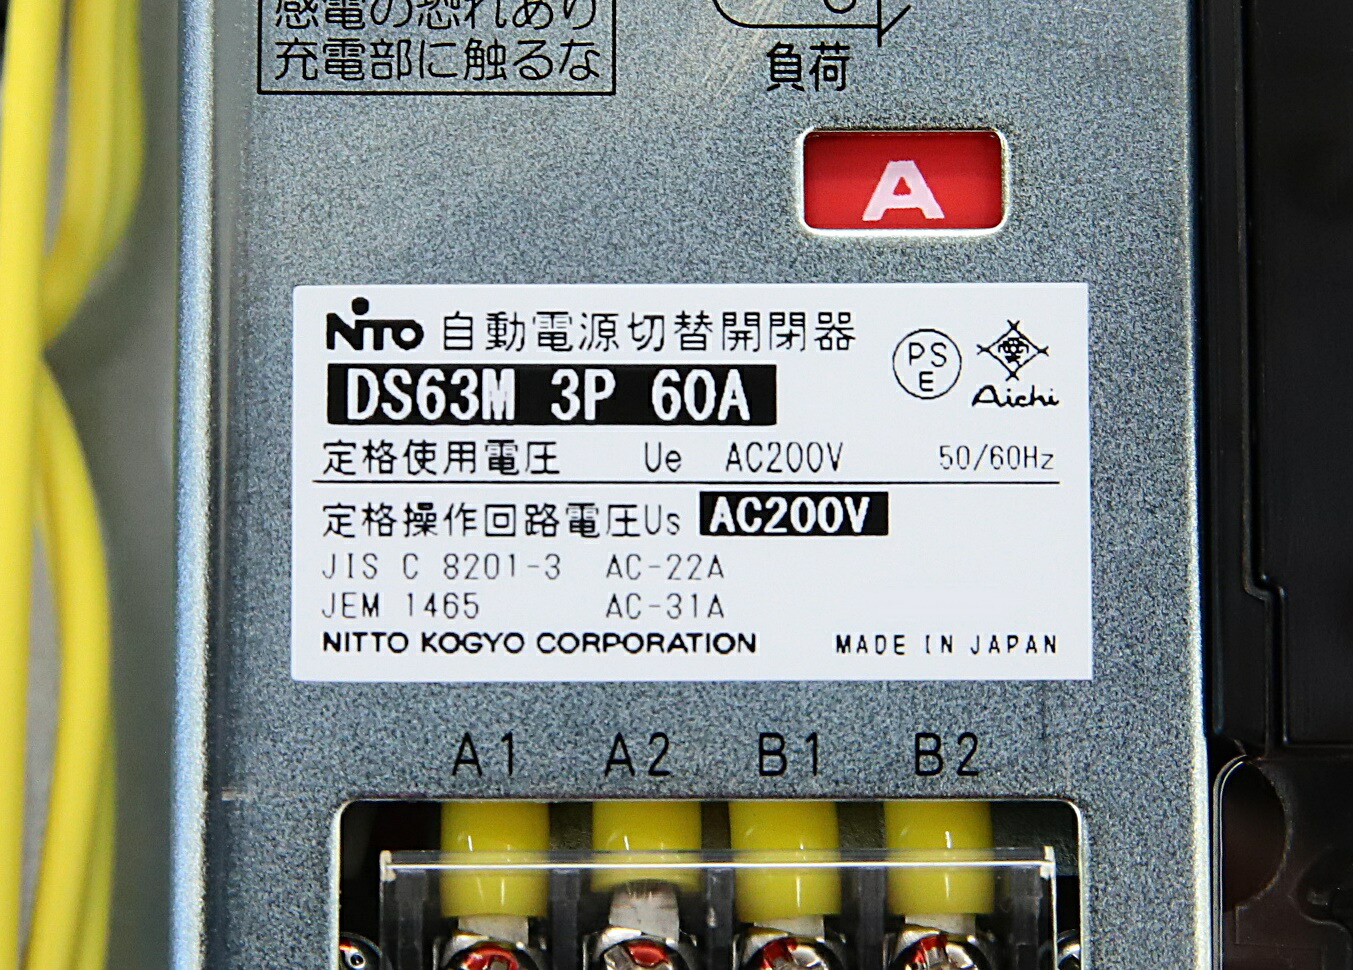 感電の恐れあり
充電部に触るな
負荷
A
NITO 自動電源切替開閉器
PSE
Aichi
DS63M 3P 60A
定格使用電圧 Ue AC200V 50/60Hz
定格操作回路電圧Us AC200V
JIS C 8201-3 AC-22A
JEM 1465 AC-31A
NITTO KOGYO CORPORATION MADE IN JAPAN
A1 A2 B1 B2